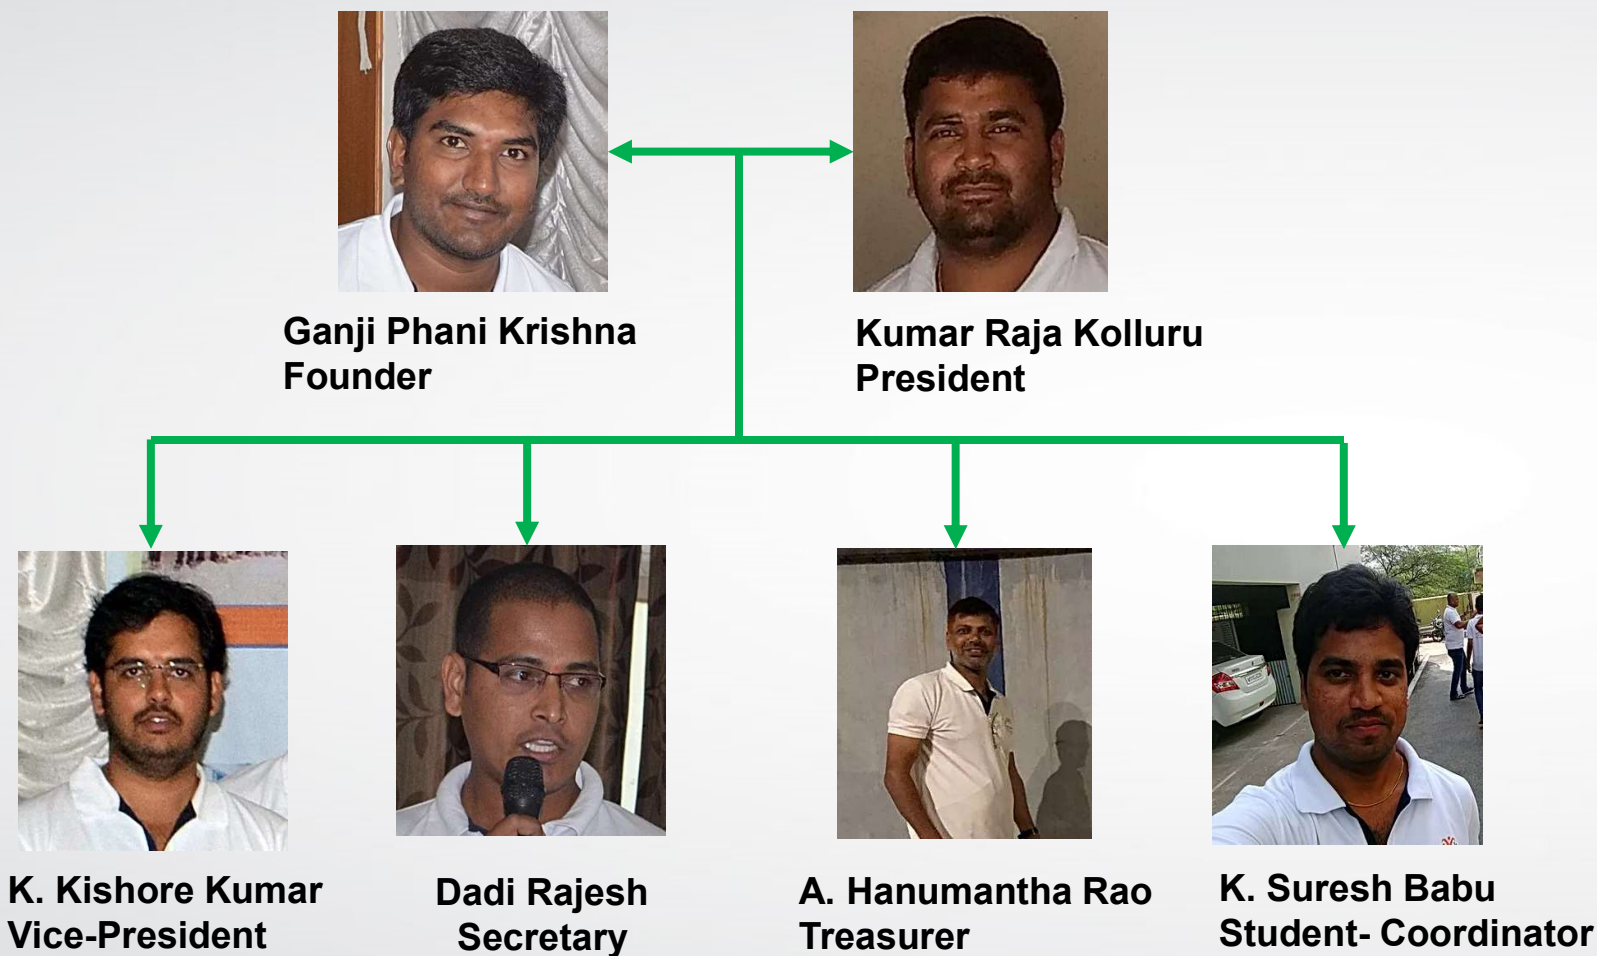 Ganji Phani Krishna
Founder
Kumar Raja Kolluru
President
K. Kishore Kumar
Vice-President
Dadi Rajesh
Secretary
A. Hanumantha Rao
Treasurer
K. Suresh Babu
Student- Coordinator